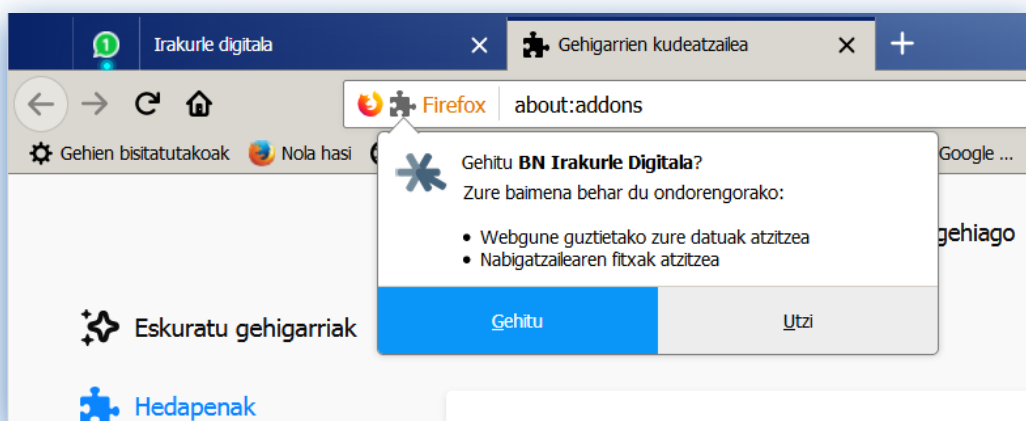 1 Irakurle digitala Gehigarrien kudeatzailea
Firefox about:addons
Gehien bisitatutakoak Nola hasi Google ...
Gehitu BN Irakurle Digitala?
Zure baimena behar du ondorengorako:
• Webgune guztietako zure datuak atzitzea
gehiago
• Nabigatzailearen fitxak atzitzea
Gehitu Utzi
Eskuratu gehigarriak
Hedapenak